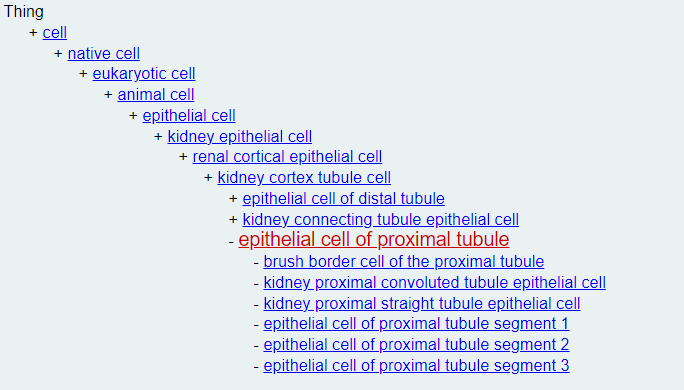 Thing
+ cell
+ native cell
+ eukaryotic cell
+ animal cell
+ epithelial cell
+ kidney epithelial cell
+ renal cortical epithelial cell
+ kidney cortex tubule cell
+ epithelial cell of distal tubule
+ kidney connecting tubule epithelial cell
- epithelial cell of proximal tubule
- brush border cell of the proximal tubule
- kidney proximal convoluted tubule epithelial cell
- kidney proximal straight tubule epithelial cell
- epithelial cell of proximal tubule segment 1
- epithelial cell of proximal tubule segment 2
- epithelial cell of proximal tubule segment 3